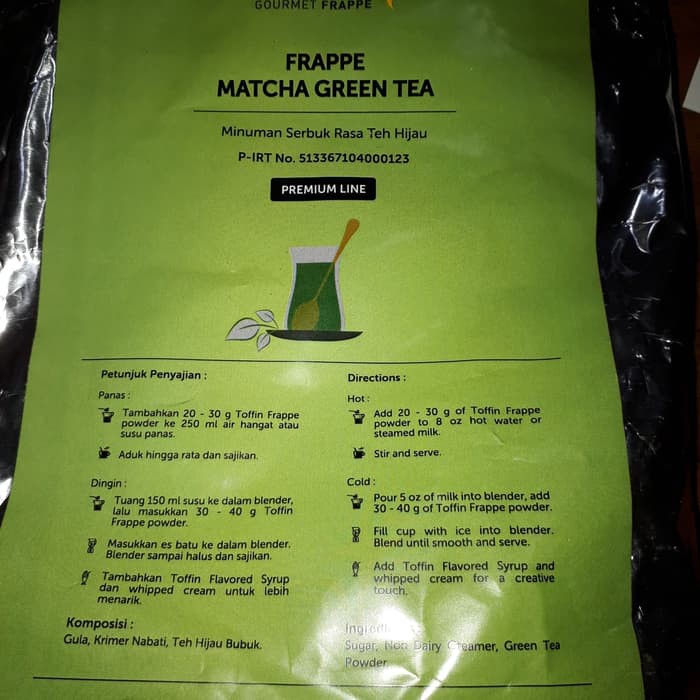 GOURMET FRAPPE
FRAPPE
MATCHA GREEN TEA
Minuman Serbuk Rasa Teh Hijau
P-IRT No. 513367104000123
PREMIUM LINE
Petunjuk Penyajian :
Panas :
Tambahkan 20 - 30 g Toffin Frappe
powder ke 250 ml air hangat atau
susu panas.
Aduk hingga rata dan sajikan.
Dingin :
Tuang 150 ml susu ke dalam blender,
lalu masukkan 30 - 40 g Toffin
Frappe powder.
Masukkan es batu ke dalam blender.
Blender sampai halus dan sajikan.
Tambahkan Toffin Flavored Syrup
dan whipped cream untuk lebih
menarik.
Komposisi :
Gula, Krimer Nabati, Teh Hijau Bubuk.
Directions :
Hot :
Add 20 - 30 g of Toffin Frappe
powder to 8 oz hot water or
steamed milk.
Stir and serve.
Cold :
Pour 5 oz of milk into blender, add
30 - 40 g of Toffin Frappe powder.
Fill cup with ice into blender.
Blend until smooth and serve.
Add Toffin Flavored Syrup and
whipped cream for a creative
touch.
Sugar, Non Dairy Creamer, Green Tea
Powder